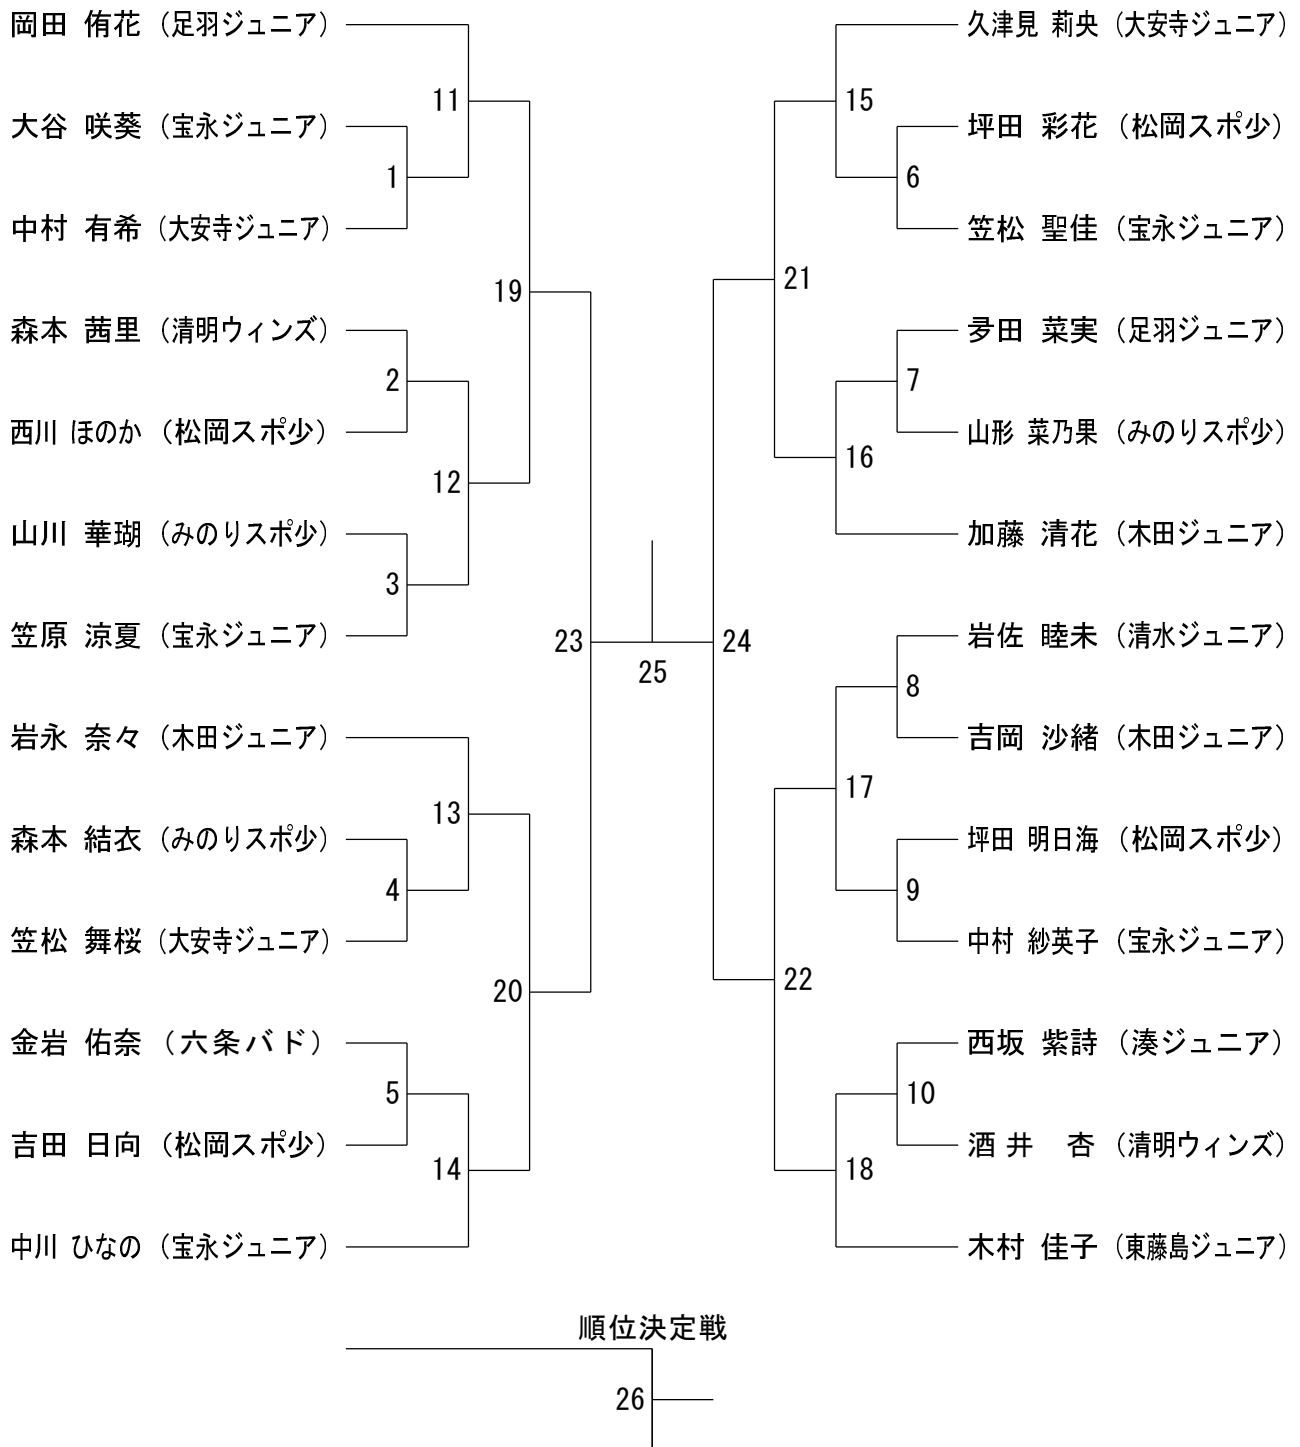 岡田 侑花 (足羽ジュニア)
11
大谷 咲葵 (宝永ジュニア)
1
中村 有希 (大安寺ジュニア)
19
森本 茜里 (清明ウィンズ)
2
西川 ほのか (松岡スポ少)
12
山川 華瑚 (みのりスポ少)
3
笠原 涼夏 (宝永ジュニア)
23
岩永 奈々 (木田ジュニア)
13
森本 結衣 (みのりスポ少)
4
笠松 舞桜 (大安寺ジュニア)
20
金岩 佑奈 (六条バド)
5
吉田 日向 (松岡スポ少)
14
中川 ひなの (宝永ジュニア)
25
久津見 莉央 (大安寺ジュニア)
15
坪田 彩花 (松岡スポ少)
6
笠松 聖佳 (宝永ジュニア)
21
田 菜実 (足羽ジュニア)
7
山形 菜乃果 (みのりスポ少)
16
加藤 清花 (木田ジュニア)
24
岩佐 睦未 (清水ジュニア)
8
吉岡 沙緒 (木田ジュニア)
17
坪田 明日海 (松岡スポ少)
9
中村 紗英子 (宝永ジュニア)
22
西坂 紫詩 (湊ジュニア)
10
酒井 杏 (清明ウィンズ)
18
木村 佳子 (東藤島ジュニア)
順位決定戦
26